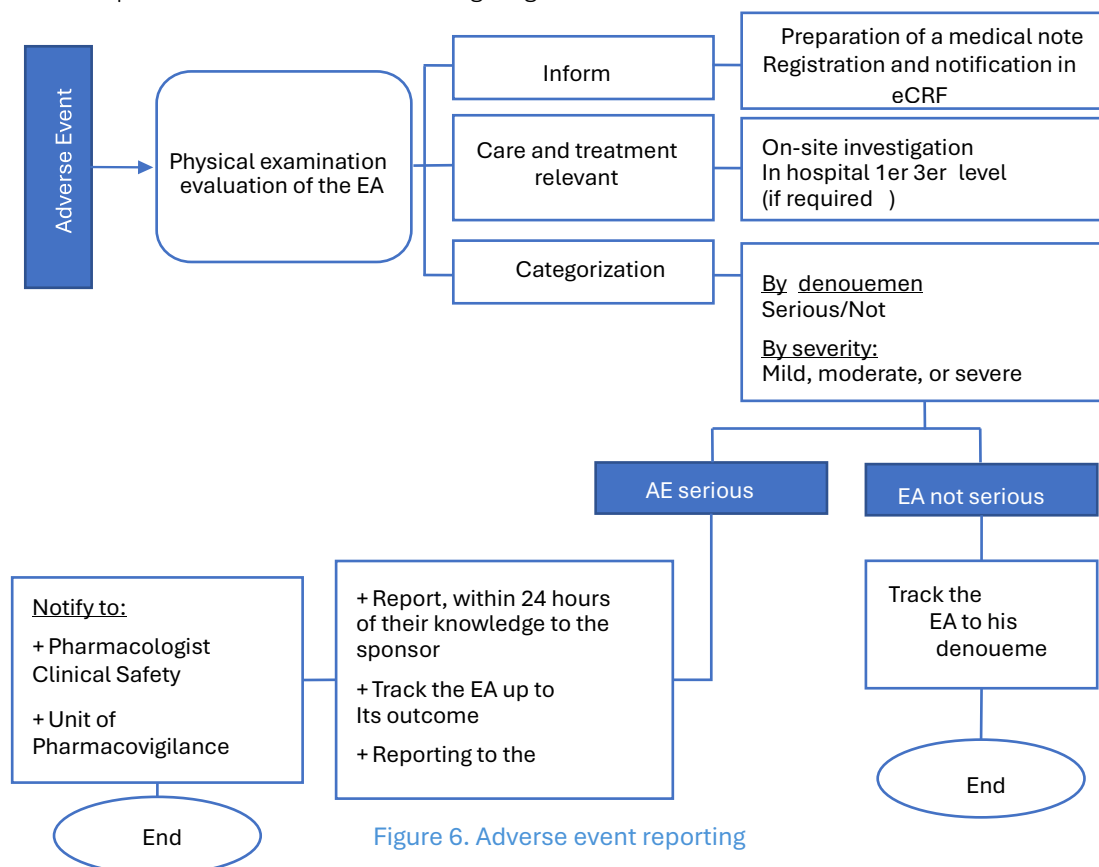 Adverse Event
Physical examination
evaluation of the EA
Inform
Preparation of a medical note
Registration and notification in
eCRF
Care and treatment
relevant
On-site investigation
In hospital 1er 3er level
(if required )
Categorization
By denouemen
Serious/Not
By severity:
Mild, moderate, or severe
AE serious
EA not serious
Notify to:
+ Pharmacologist
Clinical Safety
+ Unit of
Pharmacovigilance
+ Report, within 24 hours
of their knowledge to the
sponsor
+ Track the EA up to
Its outcome
+ Reporting to the
Track the
EA to his
denoueme
End
End
Figure 6. Adverse event reporting